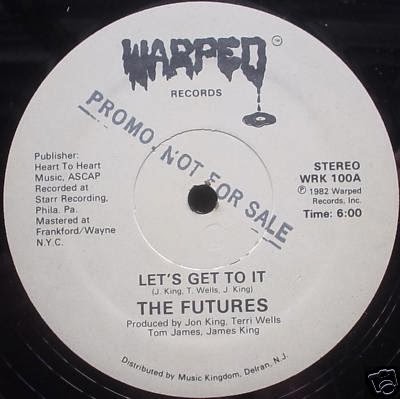 WARPED
RECORDS
PROMO, NOT FOR SALE
Publisher:
Heart To Heart
Music, ASCAP
Recorded at
Starr Recording,
Phila. Pa.
Mastered at
Frankford/Wayne
N.Y.C.
STEREO
WRK 100A
Ⓟ 1982 Warped
Records, Inc.
Time: 6:00
LET'S GET TO IT
(J. King, T. Wells, J. King)
THE FUTURES
Produced by Jon King, Terri Wells
Tom James, James King
Distributed by Music Kingdom, Delran, N.J.